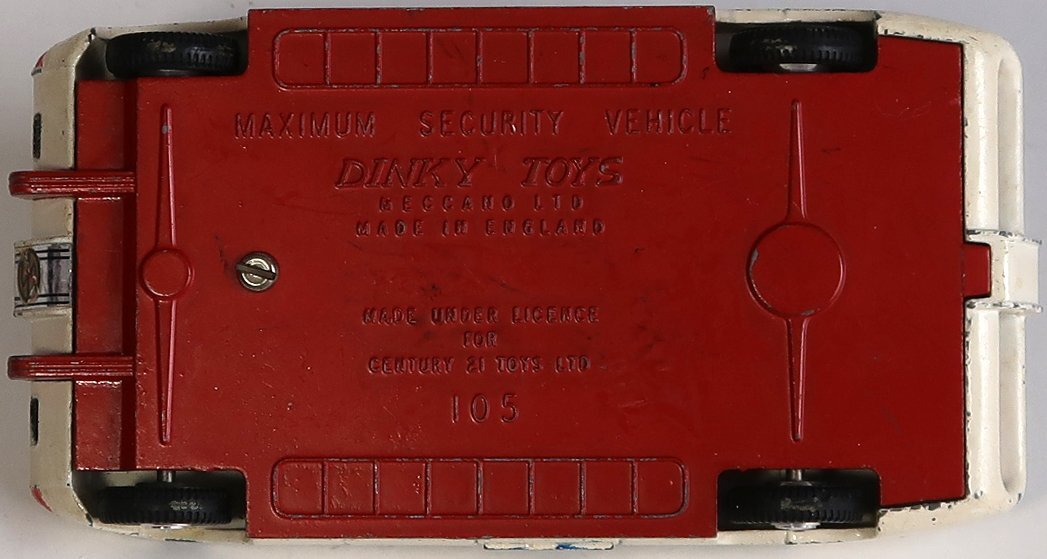 MAXIMUM SECURITY VEHICLE
DINKY TOYS
MECCANO LTD
MADE IN ENGLAND
MADE UNDER LICENCE
FOR
CENTURY 21 TOYS LTD
105